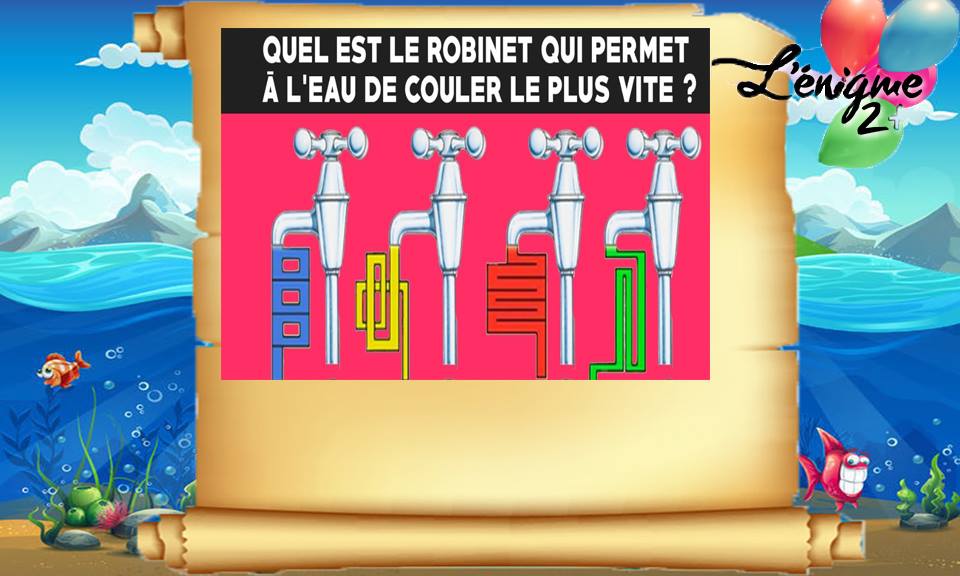 QUEL EST LE ROBINET QUI PERMET
À L'EAU DE COULER LE PLUS VITE ?
L'énigme
2